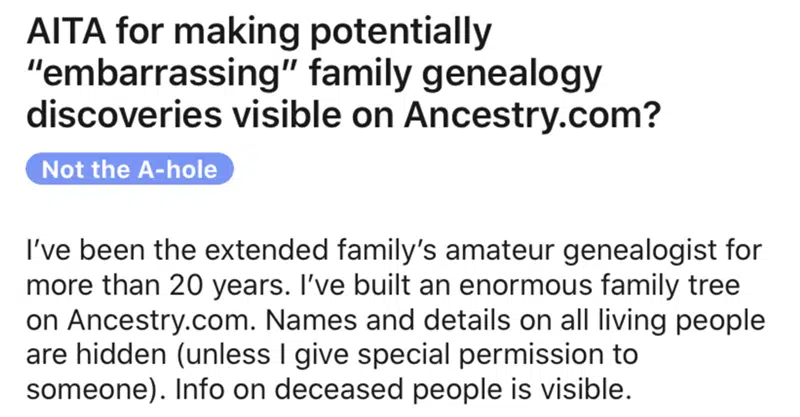 AITA for making potentially
“embarrassing” family genealogy
discoveries visible on Ancestry.com?
Not the A-hole
I’ve been the extended family’s amateur genealogist for
more than 20 years. I’ve built an enormous family tree
on Ancestry.com. Names and details on all living people
are hidden (unless I give special permission to
someone). Info on deceased people is visible.